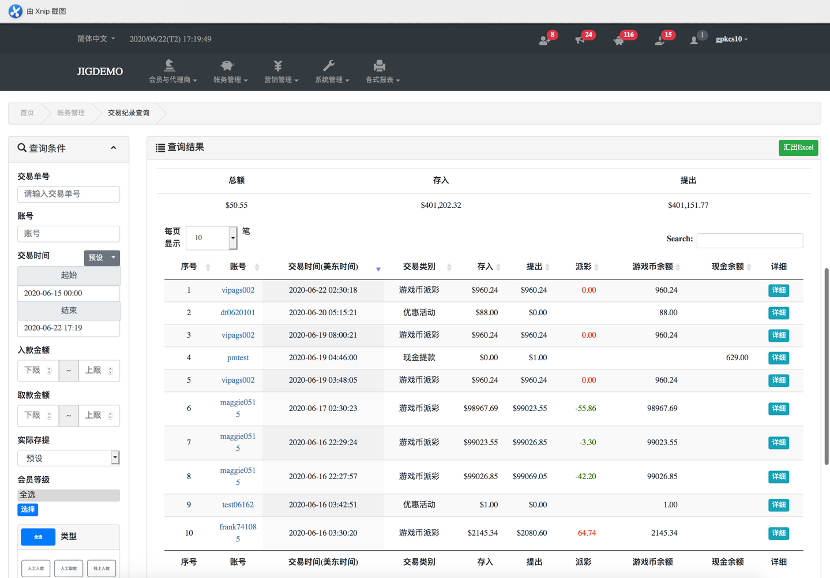 由 Xnip 截图
简体中文 2020/06/22(T2) 17:19:49 8 24 116 15 1 gpkcs10
JIGDEMO 会员与代理商 帐务管理 营销管理 系统管理 各式报表
首页 帐务管理 交易纪录查询
查询条件
交易单号
请输入交易单号
账号
账号
交易时间 预设
起始
2020-06-15 00:00
结束
2020-06-22 17:19
入款金额
下限 ~ 上限
取款金额
下限 ~ 上限
实际存提
预设
会员等级
全选
选择
全选 类型
人工入款 人工取款 线上入款
查询结果 汇出Excel
总额 存入 提出
$50.55 $401,202.32 $401,151.77
每页显示 10 笔 Search:
序号 账号 交易时间(美东时间) 交易类别 存入 提出 派彩 游戏币余额 现金余额 详细
1 vipags002 2020-06-22 02:30:18 游戏币派彩 $960.24 $960.24 0.00 960.24 详细
2 dt0620101 2020-06-20 05:15:21 优惠活动 $88.00 $0.00 88.00 详细
3 vipags002 2020-06-19 08:00:21 游戏币派彩 $960.24 $960.24 0.00 960.24 详细
4 pmtest 2020-06-19 04:46:00 现金提款 $0.00 $1.00 629.00 详细
5 vipags002 2020-06-19 03:48:05 游戏币派彩 $960.24 $960.24 0.00 960.24 详细
6 maggie0515 2020-06-17 02:30:23 游戏币派彩 $98967.69 $99023.55 -55.86 98967.69 详细
7 maggie0515 2020-06-16 22:29:24 游戏币派彩 $99023.55 $99026.85 -3.30 99023.55 详细
8 maggie0515 2020-06-16 22:27:57 游戏币派彩 $99026.85 $99069.05 -42.20 99026.85 详细
9 test06162 2020-06-16 03:42:51 优惠活动 $1.00 $0.00 1.00 详细
10 frank741085 2020-06-16 03:30:20 游戏币派彩 $2145.34 $2080.60 64.74 2145.34 详细
序号 账号 交易时间(美东时间) 交易类别 存入 提出 派彩 游戏币余额 现金余额 详细